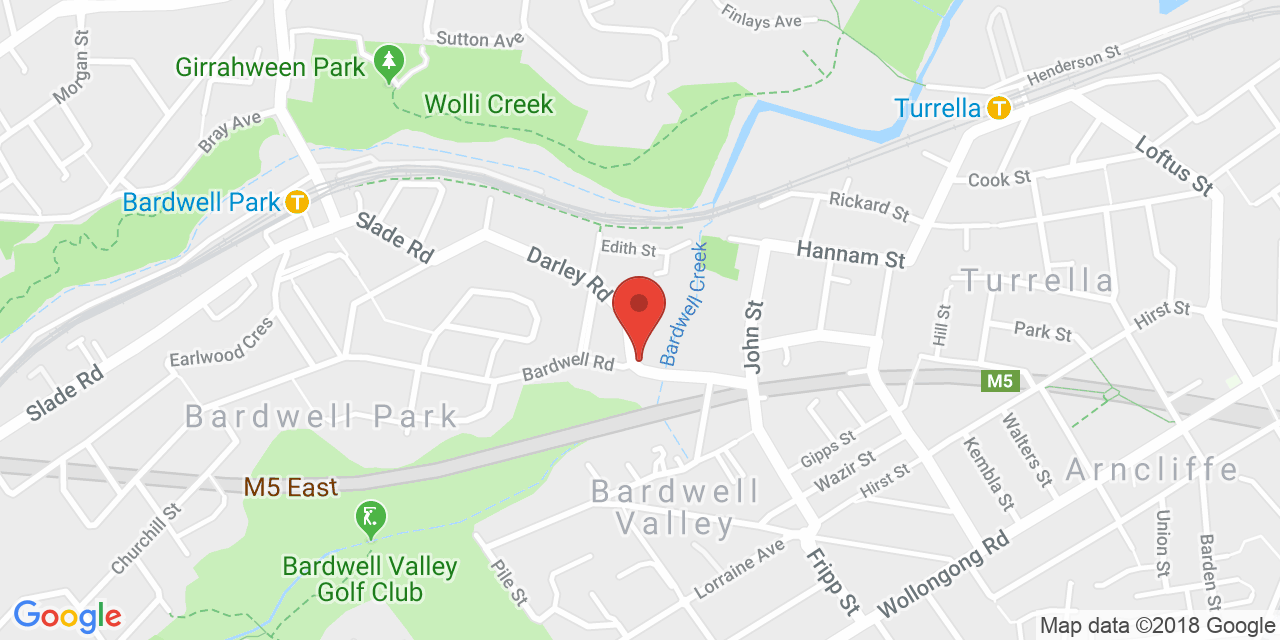 Finlays Ave
Sutton Ave
Morgan St
Girrahween Park
Henderson St
Wolli Creek
Turrella
T
Bray Ave
Loftus St
Cook St
Bardwell Park
T
Rickard St
Slade Rd
Edith St
Hannam St
Darley Rd
Bardwell Creek
Turrella
Hirst St
Hill St
Park St
John St
Earlwood Cres
Bardwell Rd
M5
Slade Rd
Bardwell Park
Gipps St
Walters St
Wazir St
Kembla St
Hirst St
Arncliffe
M5 East
Bardwell
Valley
Churchill St
Union St
Barden St
Bardwell Valley
Golf Club
Pile St
Lorraine Ave
Fripp St
Wollongong Rd
Google
Map data ©2018 Google